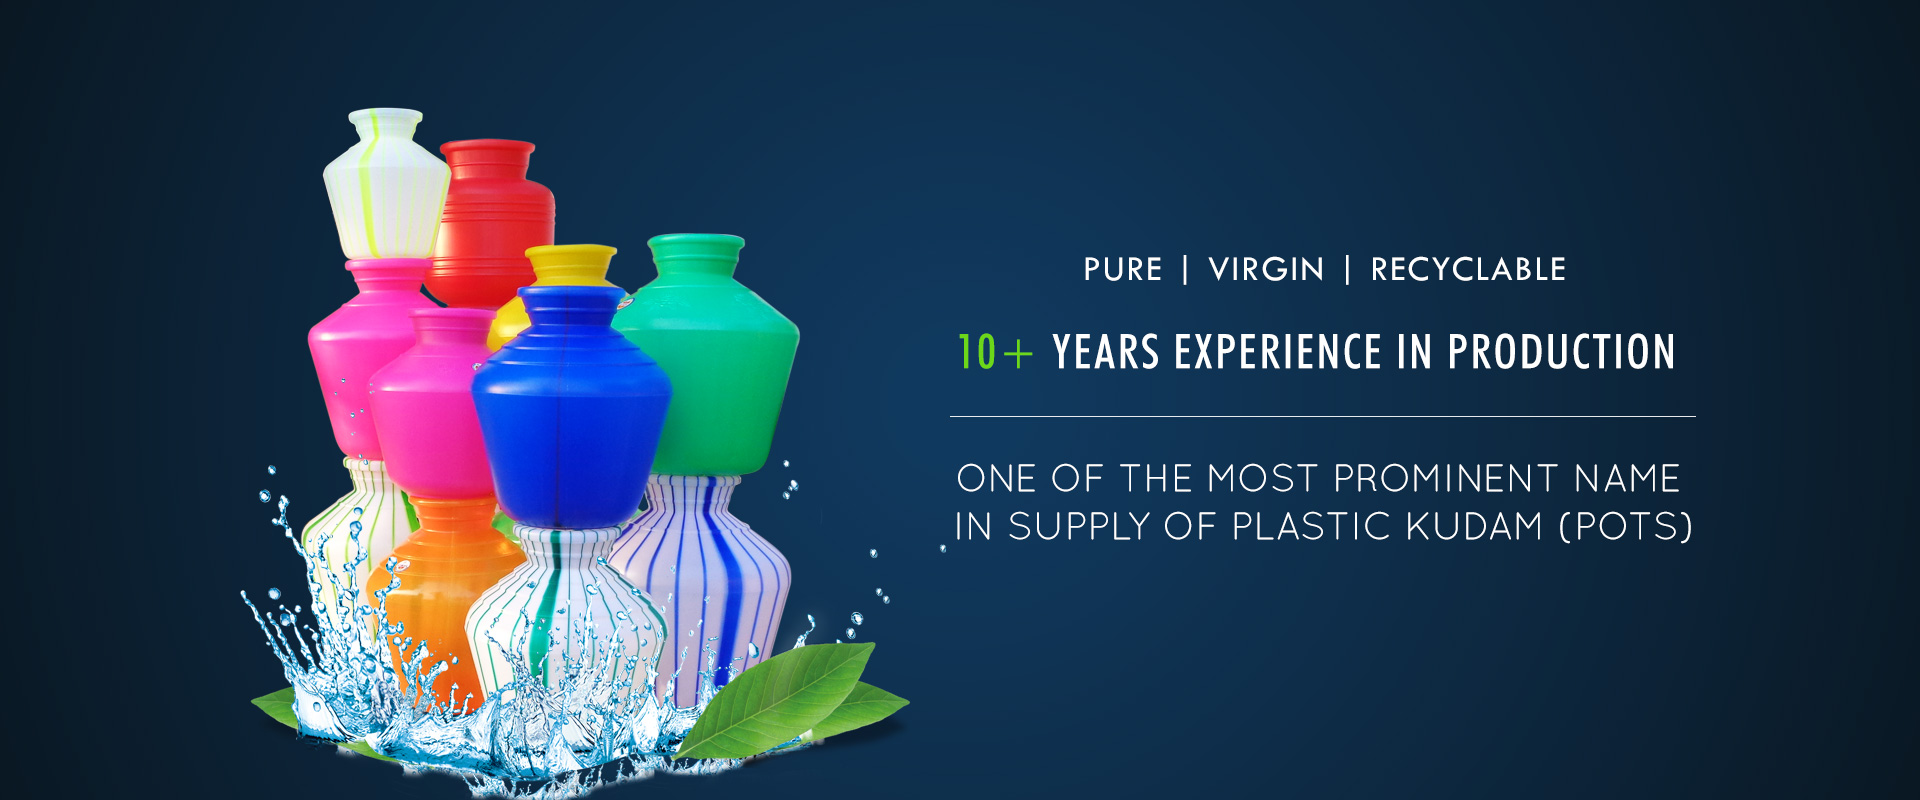 PURE | VIRGIN | RECYCLABLE
10+ YEARS EXPERIENCE IN PRODUCTION
ONE OF THE MOST PROMINENT NAME
IN SUPPLY OF PLASTIC KUDAM (POTS)